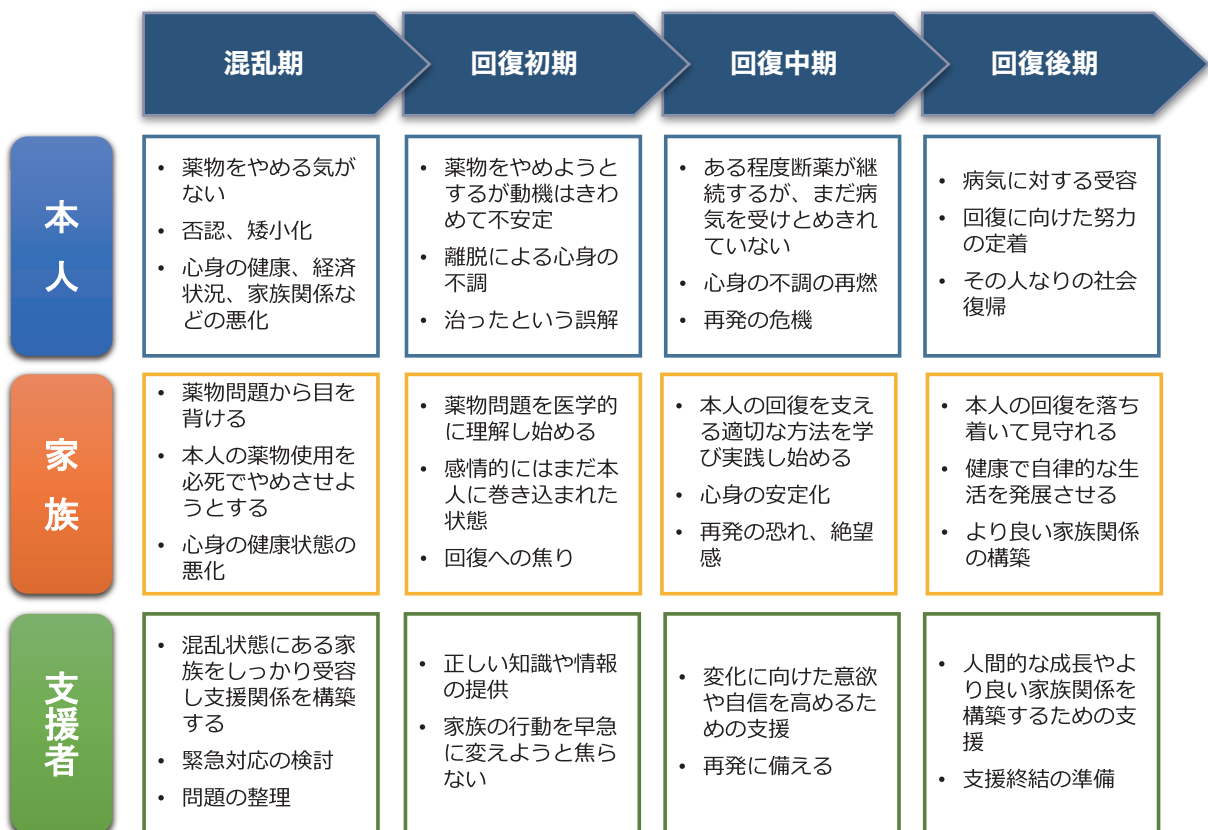 混乱期
回復初期
回復中期
回復後期
本
人
• 薬物をやめる気が
ない
• 否認、矮小化
• 心身の健康、経済
状況、家族関係な
どの悪化
• 薬物をやめようと
するが動機はきわ
めて不安定
• 離脱による心身の
不調
• 治ったという誤解
• ある程度断薬が継
続するが、まだ病
気を受けとめきれ
ていない
• 心身の不調の再燃
• 再発の危機
• 病気に対する受容
• 回復に向けた努力
の定着
• その人なりの社会
復帰
家
族
• 薬物問題から目を
背ける
• 本人の薬物使用を
必死でやめさせよ
うとする
• 心身の健康状態の
悪化
• 薬物問題を医学的
に理解し始める
• 感情的にはまだ本
人に巻き込まれた
状態
• 回復への焦り
• 本人の回復を支え
る適切な方法を学
び実践し始める
• 心身の安定化
• 再発の恐れ、絶望
感
• 本人の回復を落ち
着いて見守れる
• 健康で自律的な生
活を発展させる
• より良い家族関係
の構築
支
援
者
• 混乱状態にある家
族をしっかり受容
し支援関係を構築
する
• 緊急対応の検討
• 問題の整理
• 正しい知識や情報
の提供
• 家族の行動を早急
に変えようと焦ら
ない
• 変化に向けた意欲
や自信を高めるた
めの支援
• 再発に備える
• 人間的な成長やよ
り良い家族関係を
構築するための支
援
• 支援終結の準備